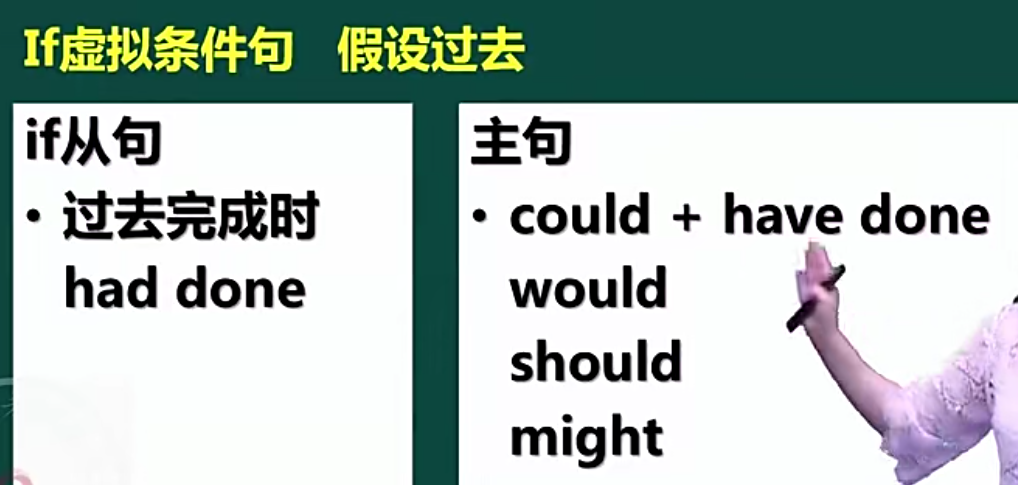 If虚拟条件句 假设过去
if从句
• 过去完成时
had done
主句
• could + have done
would
should
might